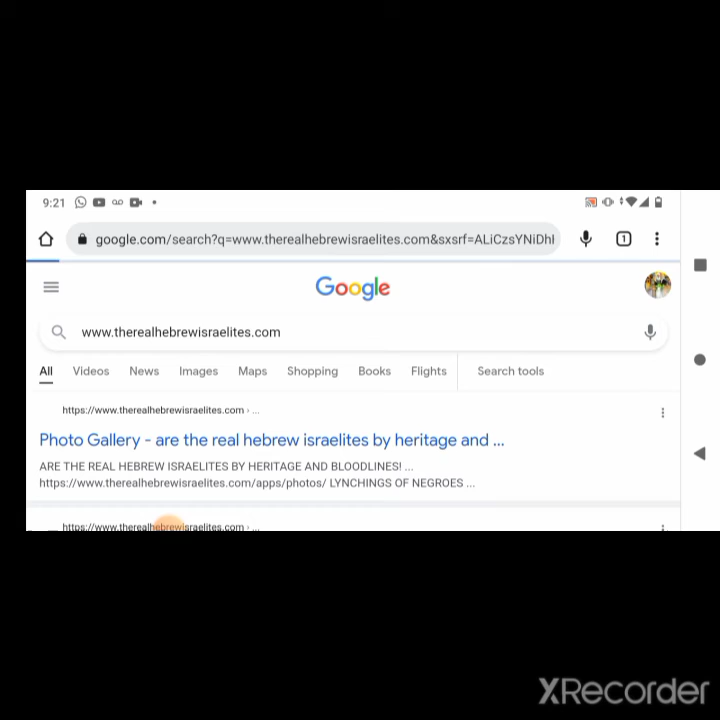 9:21
google.com/search?q=www.therealhebrewisraelites.com&sxsrf=ALiCzsYNiDhl
1
Google
www.therealhebrewisraelites.com
All Videos News Images Maps Shopping Books Flights Search tools
https://www.therealhebrewisraelites.com › ...
Photo Gallery - are the real hebrew israelites by heritage and ...
ARE THE REAL HEBREW ISRAELITES BY HERITAGE AND BLOODLINES! ...
https://www.therealhebrewisraelites.com/apps/photos/ LYNCHINGS OF NEGROES ...
https://www.therealhebrewisraelites.com › ...
XRecorder